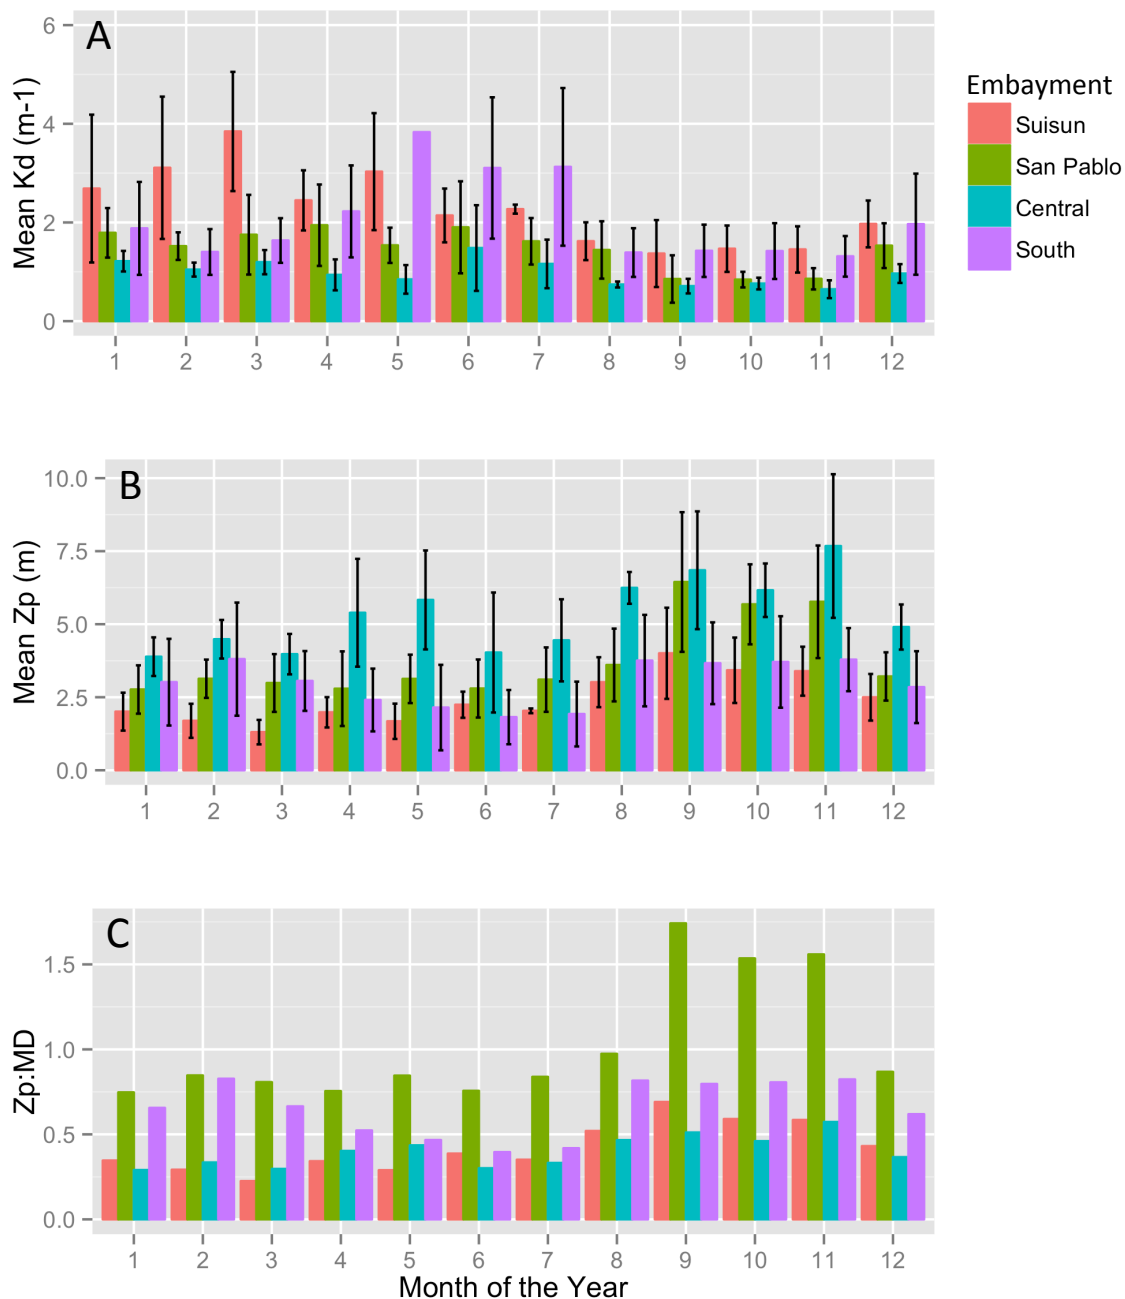 A
Mean Kd (m-1)
6
4
2
0
1 2 3 4 5 6 7 8 9 10 11 12
Embayment
Suisun
San Pablo
Central
South
B
Mean Zp (m)
10.0
7.5
5.0
2.5
0.0
1 2 3 4 5 6 7 8 9 10 11 12
C
Zp:MD
1.5
1.0
0.5
0.0
1 2 3 4 5 6 7 8 9 10 11 12
Month of the Year